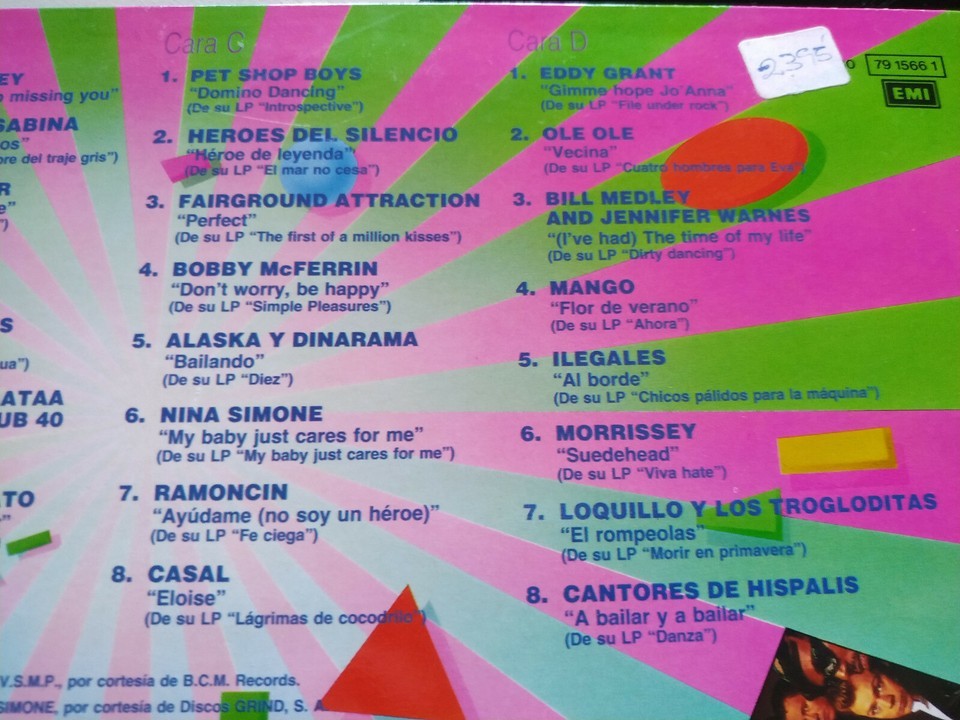 EY
missing you"
SABINA
os"
ore del traje gris")
R
e"
")
S
ua")
ATAA
UB 40
TO
"
Cara C
1. PET SHOP BOYS
"Domino Dancing"
(De su LP "Introspective")
2. HEROES DEL SILENCIO
"Héroe de leyenda"
(De su LP "El mar no cesa")
3. FAIRGROUND ATTRACTION
"Perfect"
(De su LP "The first of a million kisses")
4. BOBBY McFERRIN
"Don't worry, be happy"
(De su LP "Simple Pleasures")
5. ALASKA Y DINARAMA
"Bailando"
(De su LP "Diez")
6. NINA SIMONE
"My baby just cares for me"
(De su LP "My baby just cares for me")
7. RAMONCIN
"Ayúdame (no soy un héroe)"
(De su LP "Fe ciega")
8. CASAL
"Eloise"
(De su LP "Lágrimas de cocodrilo")
Cara D
1. EDDY GRANT
"Gimme hope Jo'Anna"
(De su LP "File under rock")
2. OLE OLE
"Vecina"
(De su LP "Cuatro hombres para Eva")
3. BILL MEDLEY
AND JENNIFER WARNES
"(I've had) The time of my life"
(De su LP "Dirty dancing")
4. MANGO
"Flor de verano"
(De su LP "Ahora")
5. ILEGALES
"Al borde"
(De su LP "Chicos pálidos para la máquina")
6. MORRISSEY
"Suedehead"
(De su LP "Viva hate")
7. LOQUILLO Y LOS TROGLODITAS
"El rompeolas"
(De su LP "Morir en primavera")
8. CANTORES DE HISPALIS
"A bailar y a bailar"
(De su LP "Danza")
2395
0 79 1566 1
EMI
V.S.M.P., por cortesía de B.C.M. Records.
SIMONE, por cortesía de Discos GRIND, S. A.